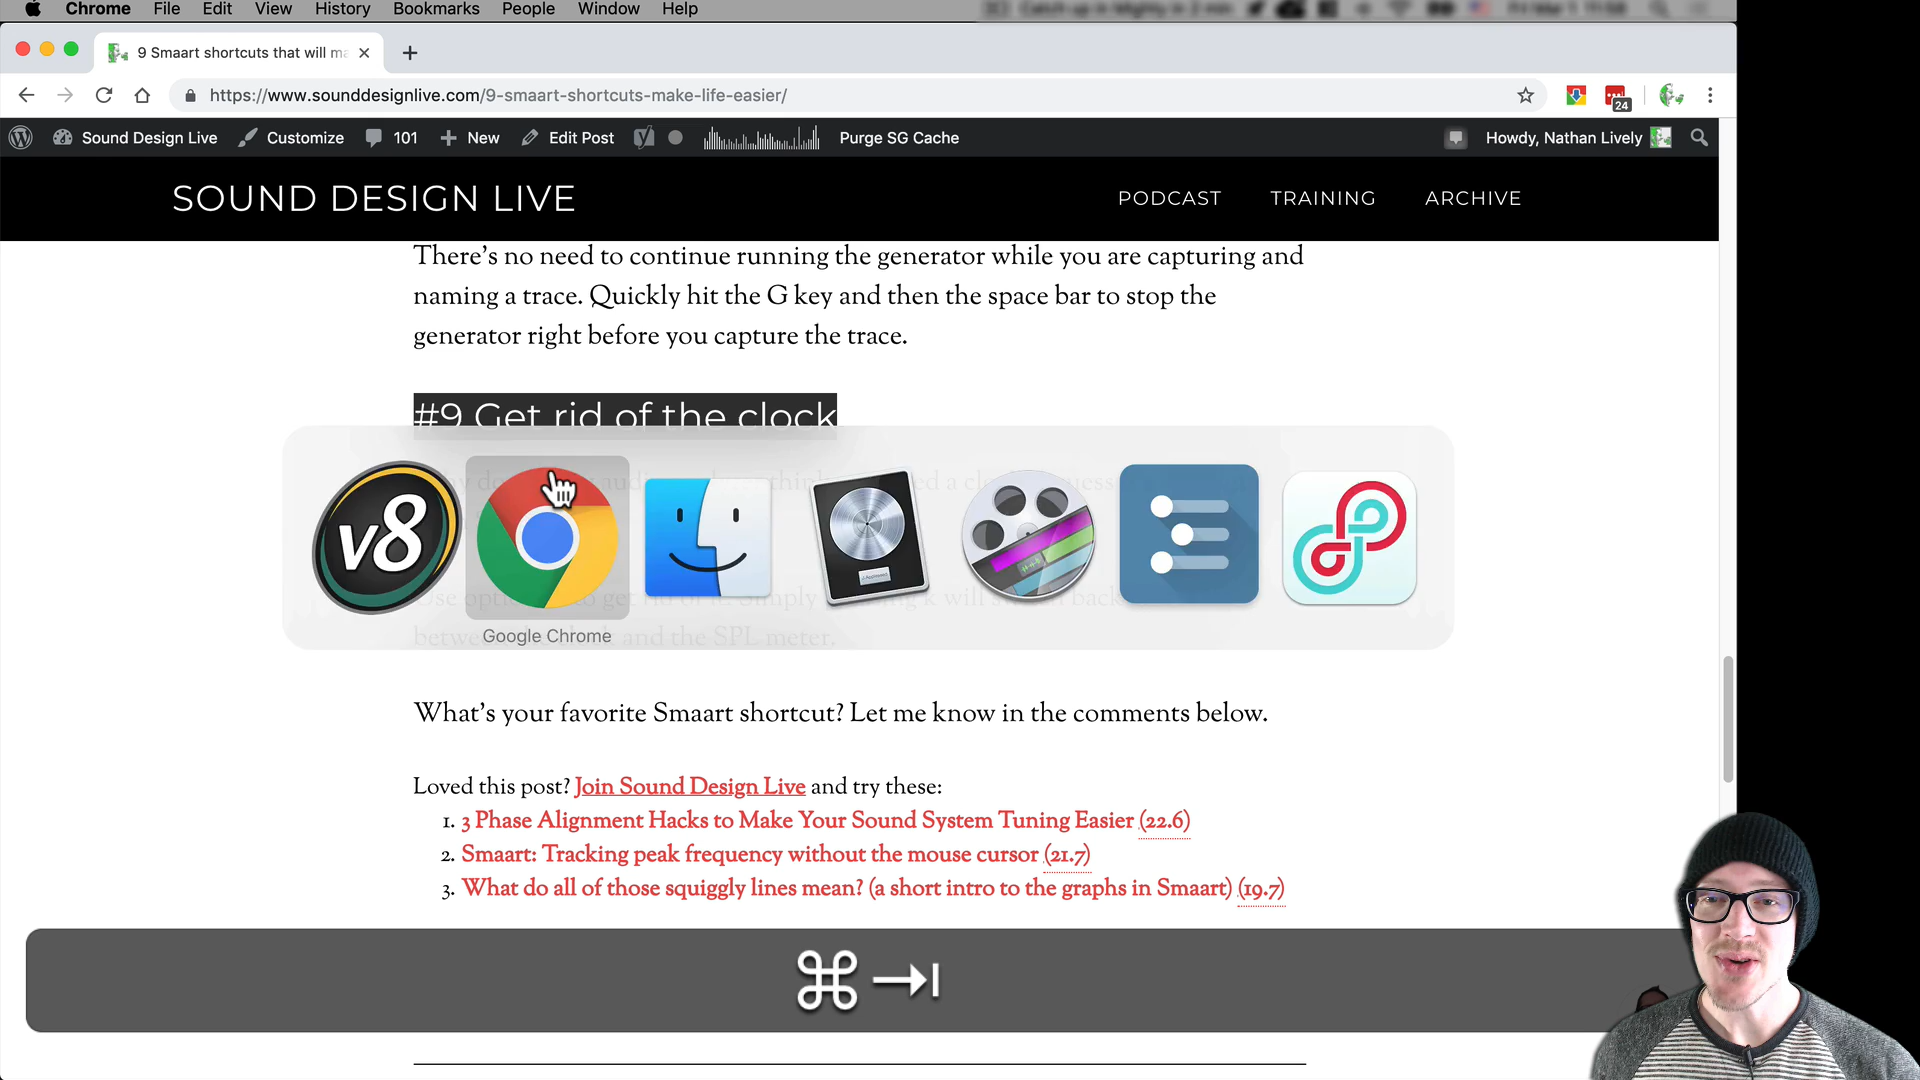 Chrome File Edit View History Bookmarks People Window Help
9 Smaart shortcuts that will ma
https://www.sounddesignlive.com/9-smaart-shortcuts-make-life-easier/
24
Sound Design Live Customize 101 New Edit Post Purge SG Cache Howdy, Nathan Lively
SOUND DESIGN LIVE PODCAST TRAINING ARCHIVE
There's no need to continue running the generator while you are capturing and
naming a trace. Quickly hit the G key and then the space bar to stop the
generator right before you capture the trace.
#9 Get rid of the clock
v8
Google Chrome
and the SPL meter.
What's your favorite Smaart shortcut? Let me know in the comments below.
Loved this post? Join Sound Design Live and try these:
1. 3 Phase Alignment Hacks to Make Your Sound System Tuning Easier (22.6)
2. Smaart: Tracking peak frequency without the mouse cursor (21.7)
3. What do all of those squiggly lines mean? (a short intro to the graphs in Smaart) (19.7)
⌘⇥